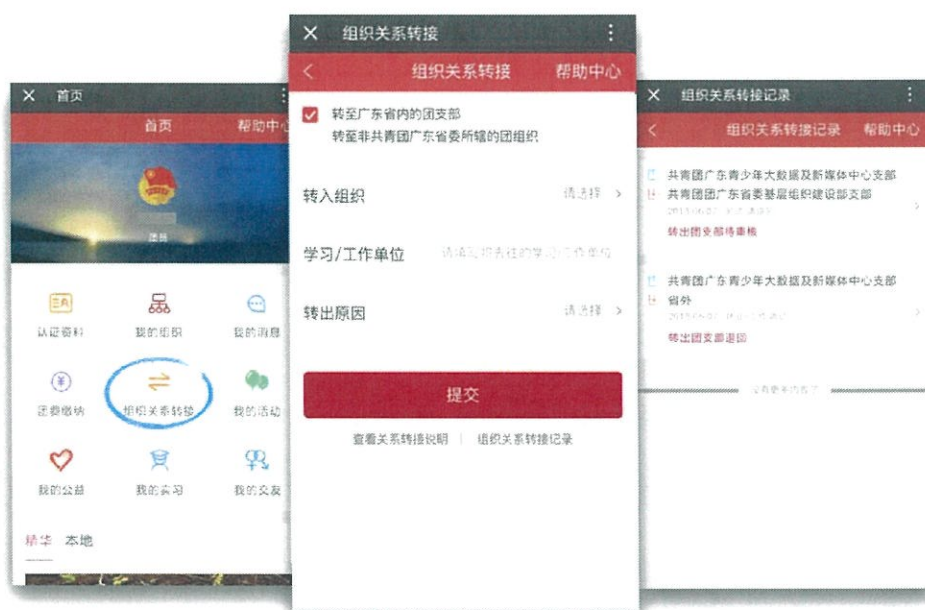 首页
首页
帮助中心
团员
认证资料
我的组织
我的消息
团费缴纳
组织关系转接
我的活动
我的公益
我的实习
我的交友
精华 本地
组织关系转接
组织关系转接
帮助中心
转至广东省内的团支部
转至非共青团广东省委所辖的团组织
转入组织
请选择
学习/工作单位
转出原因
请选择
提交
查看关系转接说明 | 组织关系转接记录
组织关系转接记录
组织关系转接记录
帮助中心
共青团广东青少年大数据及新媒体中心支部
共青团团广东省委基层组织建设部支部
转出团支部待审核
共青团广东青少年大数据及新媒体中心支部
省外
转出团支部退回
没有更多内容了